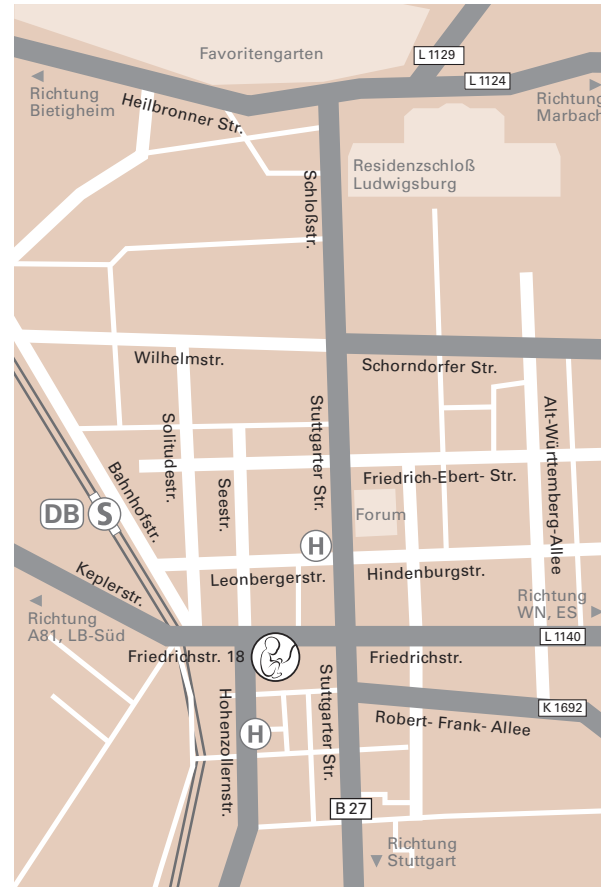 Favoritengarten
L 1129
L 1124
Richtung
Bietigheim
Heilbronner Str.
Richtung
Marbach
Residenzschloß
Ludwigsburg
Schloßstr.
Wilhelmstr.
Schorndorfer Str.
Solitudestr.
Stuttgarter Str.
Alt-Württemberg-Allee
Seestr.
Bahnhofstr.
Friedrich-Ebert- Str.
DB
S
Forum
H
Keplerstr.
Leonbergerstr.
Hindenburgstr.
Richtung
A81, LB-Süd
Richtung
WN, ES
L 1140
Friedrichstr. 18
Friedrichstr.
Hohenzollernstr.
Stuttgarter Str.
K 1692
Robert- Frank- Allee
H
B 27
Richtung
Stuttgart